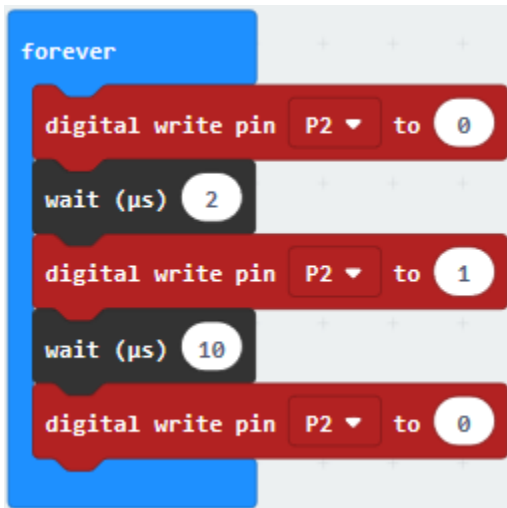 forever
digital write pin P2 to 0
wait (µs) 2
digital write pin P2 to 1
wait (µs) 10
digital write pin P2 to 0